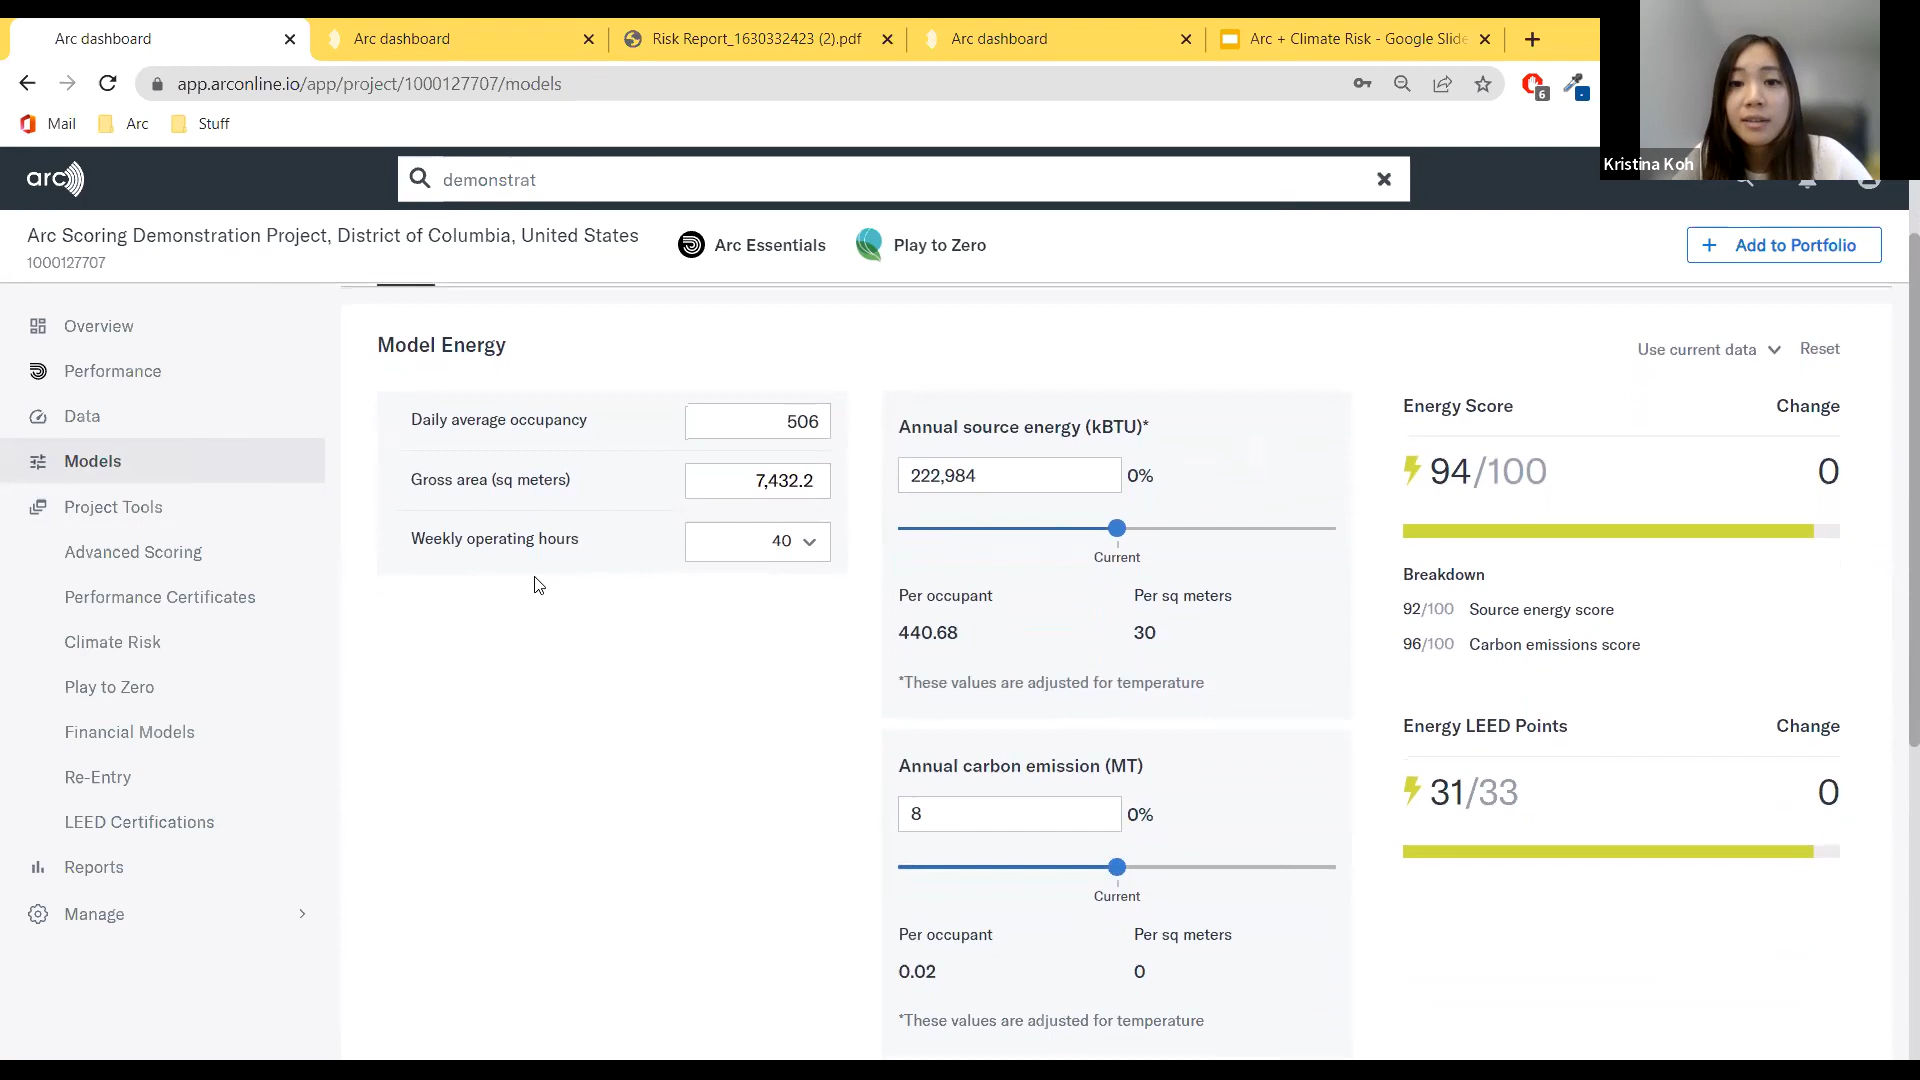 Arc dashboard
Arc dashboard
Risk Report_1630332423 (2).pdf
Arc dashboard
Arc + Climate Risk - Google Slide
app.arconline.io/app/project/1000127707/models
6
Mail
Arc
Stuff
Kristina Koh
arc
demonstrat
Arc Scoring Demonstration Project, District of Columbia, United States
1000127707
Arc Essentials
Play to Zero
+ Add to Portfolio
Overview
Performance
Data
Models
Project Tools
Advanced Scoring
Performance Certificates
Climate Risk
Play to Zero
Financial Models
Re-Entry
LEED Certifications
Reports
Manage
Model Energy
Use current data
Reset
Daily average occupancy 506
Gross area (sq meters) 7,432.2
Weekly operating hours 40
Annual source energy (kBTU)*
222,984 0%
Current
Per occupant Per sq meters
440.68 30
*These values are adjusted for temperature
Annual carbon emission (MT)
8 0%
Current
Per occupant Per sq meters
0.02 0
*These values are adjusted for temperature
Energy Score Change
94/100 0
Breakdown
92/100 Source energy score
96/100 Carbon emissions score
Energy LEED Points Change
31/33 0